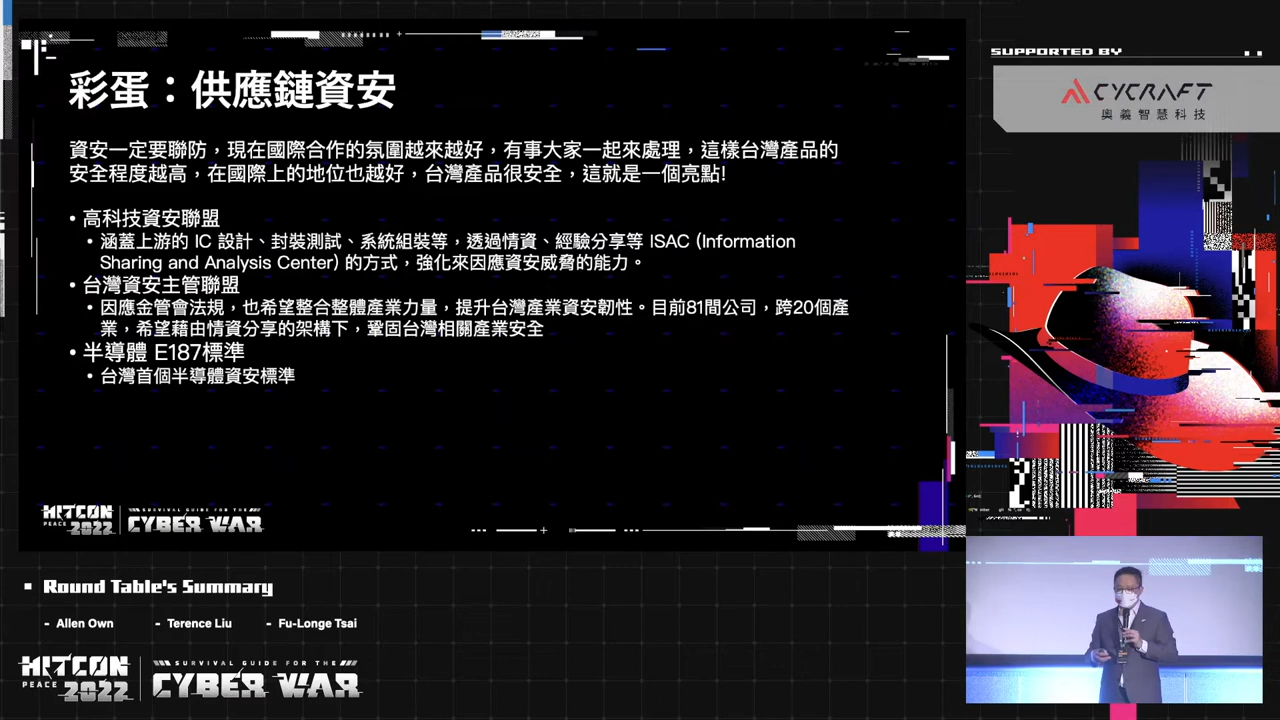 彩蛋：供應鏈資安
資安一定要聯防，現在國際合作的氛圍越來越好，有事大家一起來處理，這樣台灣產品的
安全程度越高，在國際上的地位也越好，台灣產品很安全，這就是一個亮點!
• 高科技資安聯盟
• 涵蓋上游的 IC 設計、封裝測試、系統組裝等，透過情資、經驗分享等 ISAC (Information
Sharing and Analysis Center) 的方式，強化來因應資安威脅的能力。
• 台灣資安主管聯盟
• 因應金管會法規，也希望整合整體產業力量，提升台灣產業資安韌性。目前81間公司，跨20個產
業，希望藉由情資分享的架構下，鞏固台灣相關產業安全
• 半導體 E187標準
• 台灣首個半導體資安標準
HITCON
PEACE 2022
SURVIVAL GUIDE FOR THE
CYBER WAR
SUPPORTED BY
CYCRAFT
奧義智慧科技
Round Table's Summary
- Allen Own - Terence Liu - Fu-Longe Tsai
HITCON
PEACE 2022
SURVIVAL GUIDE FOR THE
CYBER WAR